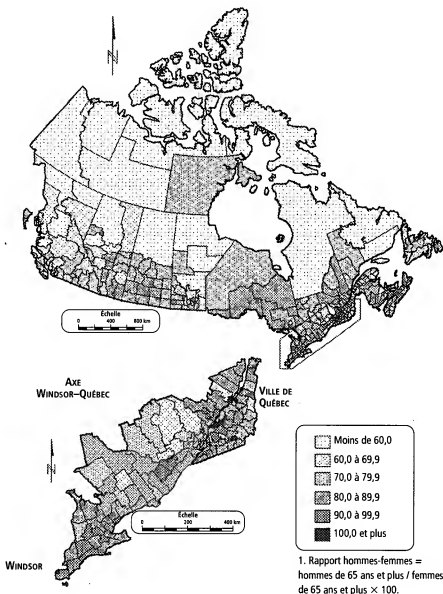 N
Échelle
0 400 800 km
AXE
WINDSOR–QUÉBEC
VILLE DE
QUÉBEC
N
Échelle
0 200 400 km
WINDSOR
Moins de 60,0
60,0 à 69,9
70,0 à 79,9
80,0 à 89,9
90,0 à 99,9
100,0 et plus
1. Rapport hommes-femmes =
hommes de 65 ans et plus / femmes
de 65 ans et plus × 100.